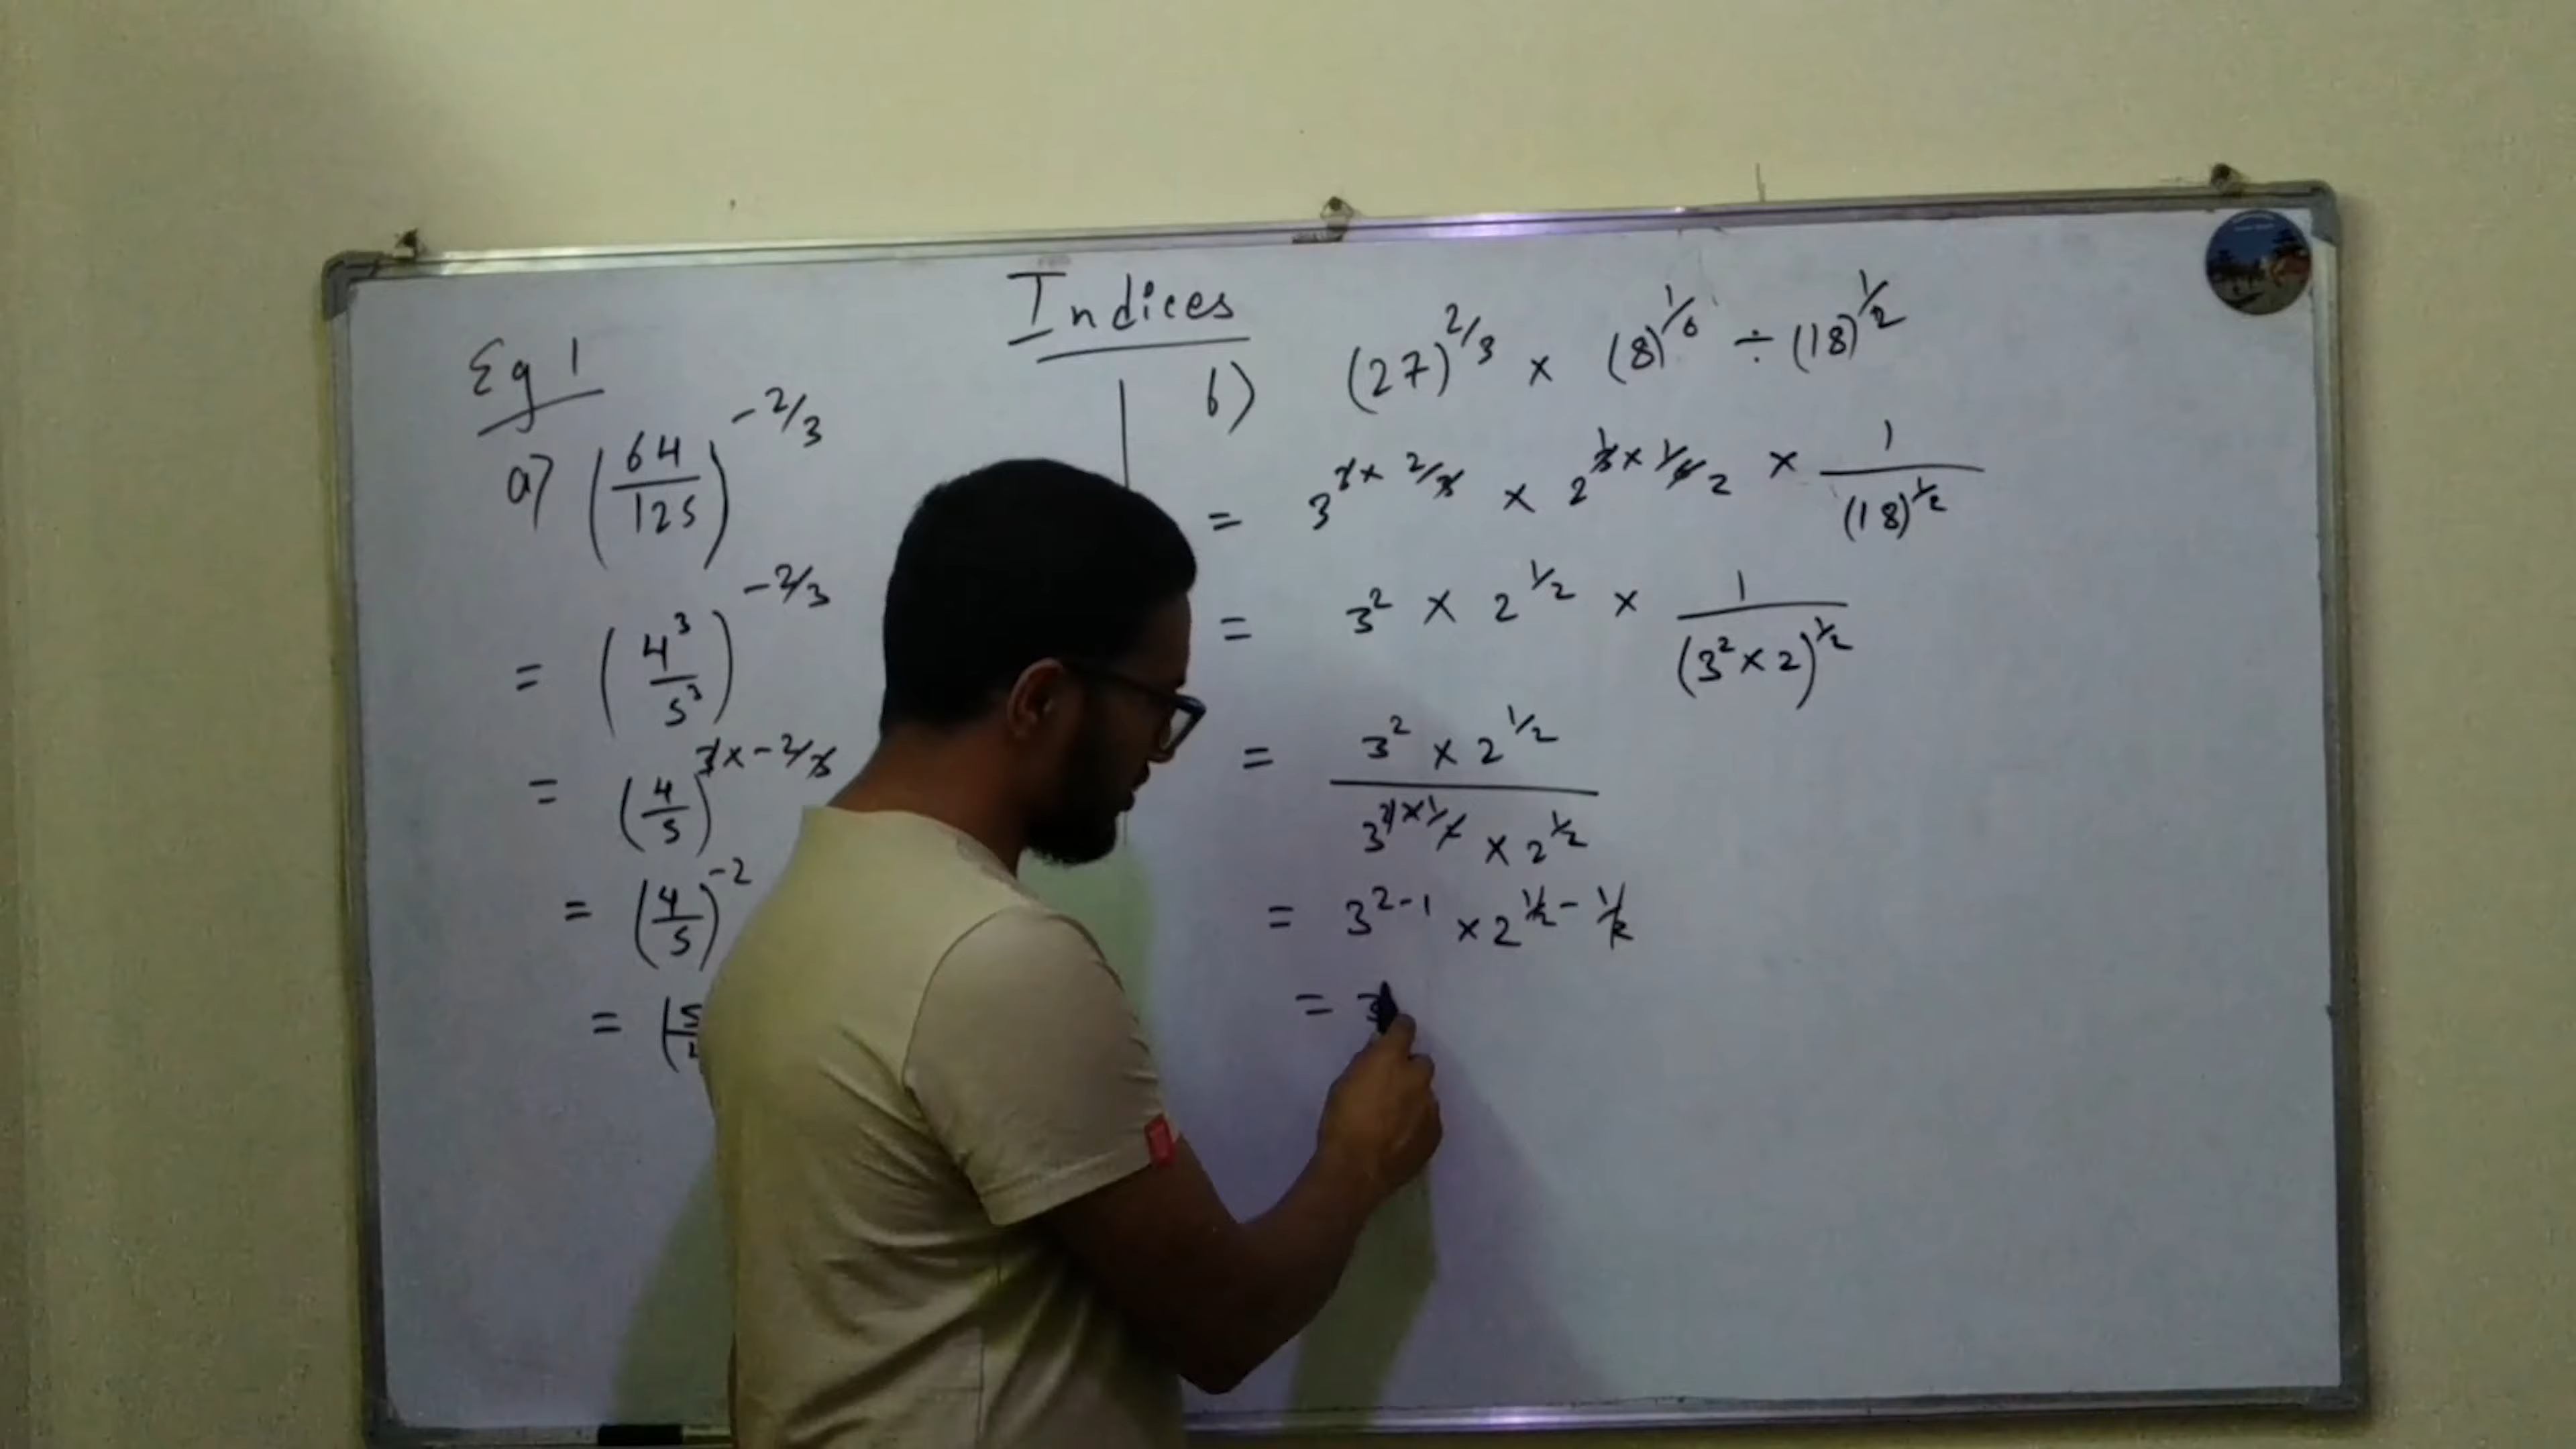 Indices
Eg 1
a) (64/125)^-2/3
= (4^3/5^3)^-2/3
= (4/5)^3 x -2/3
= (4/5)^-2
= (5
b) (27)^2/3 × (8)^1/6 ÷ (18)^1/2
= 3^3 x 2/3 × 2^3 x 1/6 2 × 1/(18)^1/2
= 3^2 × 2^1/2 × 1/(3^2 × 2)^1/2
= 3^2 × 2^1/2 / 3^2 x 1/2 × 2^1/2
= 3^2-1 × 2^1/2 - 1/2
= 3